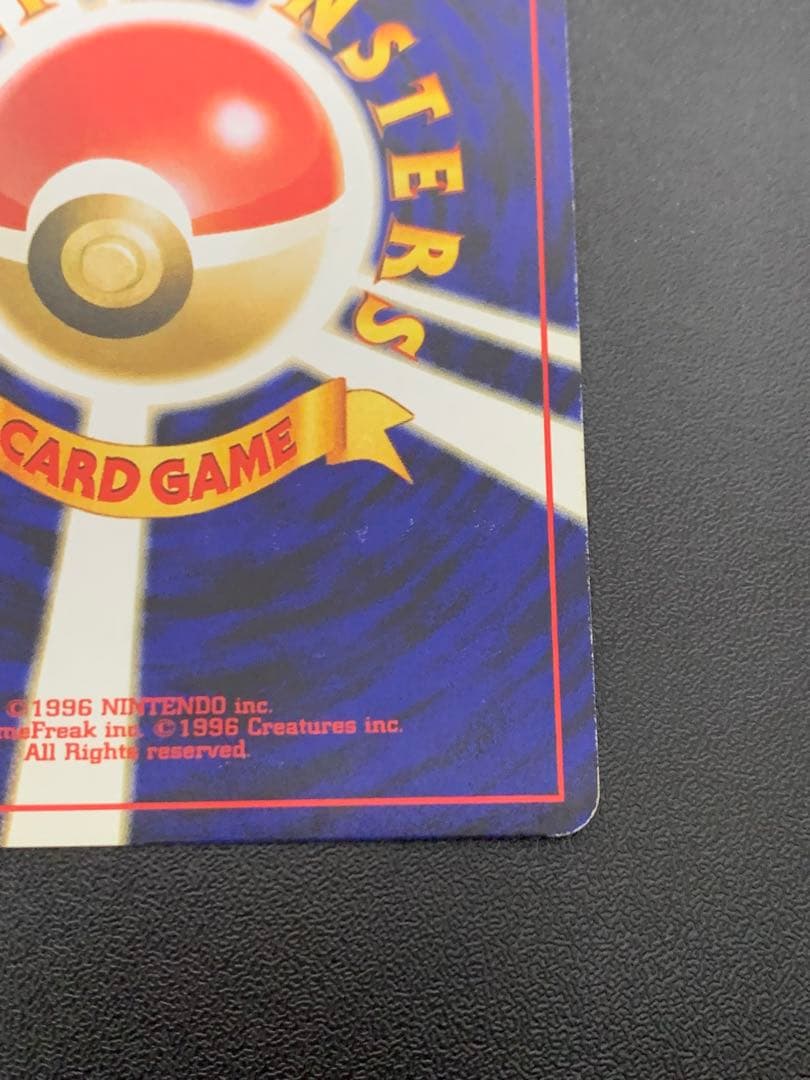 NSTERS
CARD GAME
©1996 NINTENDO inc.
meFreak inc. ©1996 Creatures inc.
All Rights reserved.